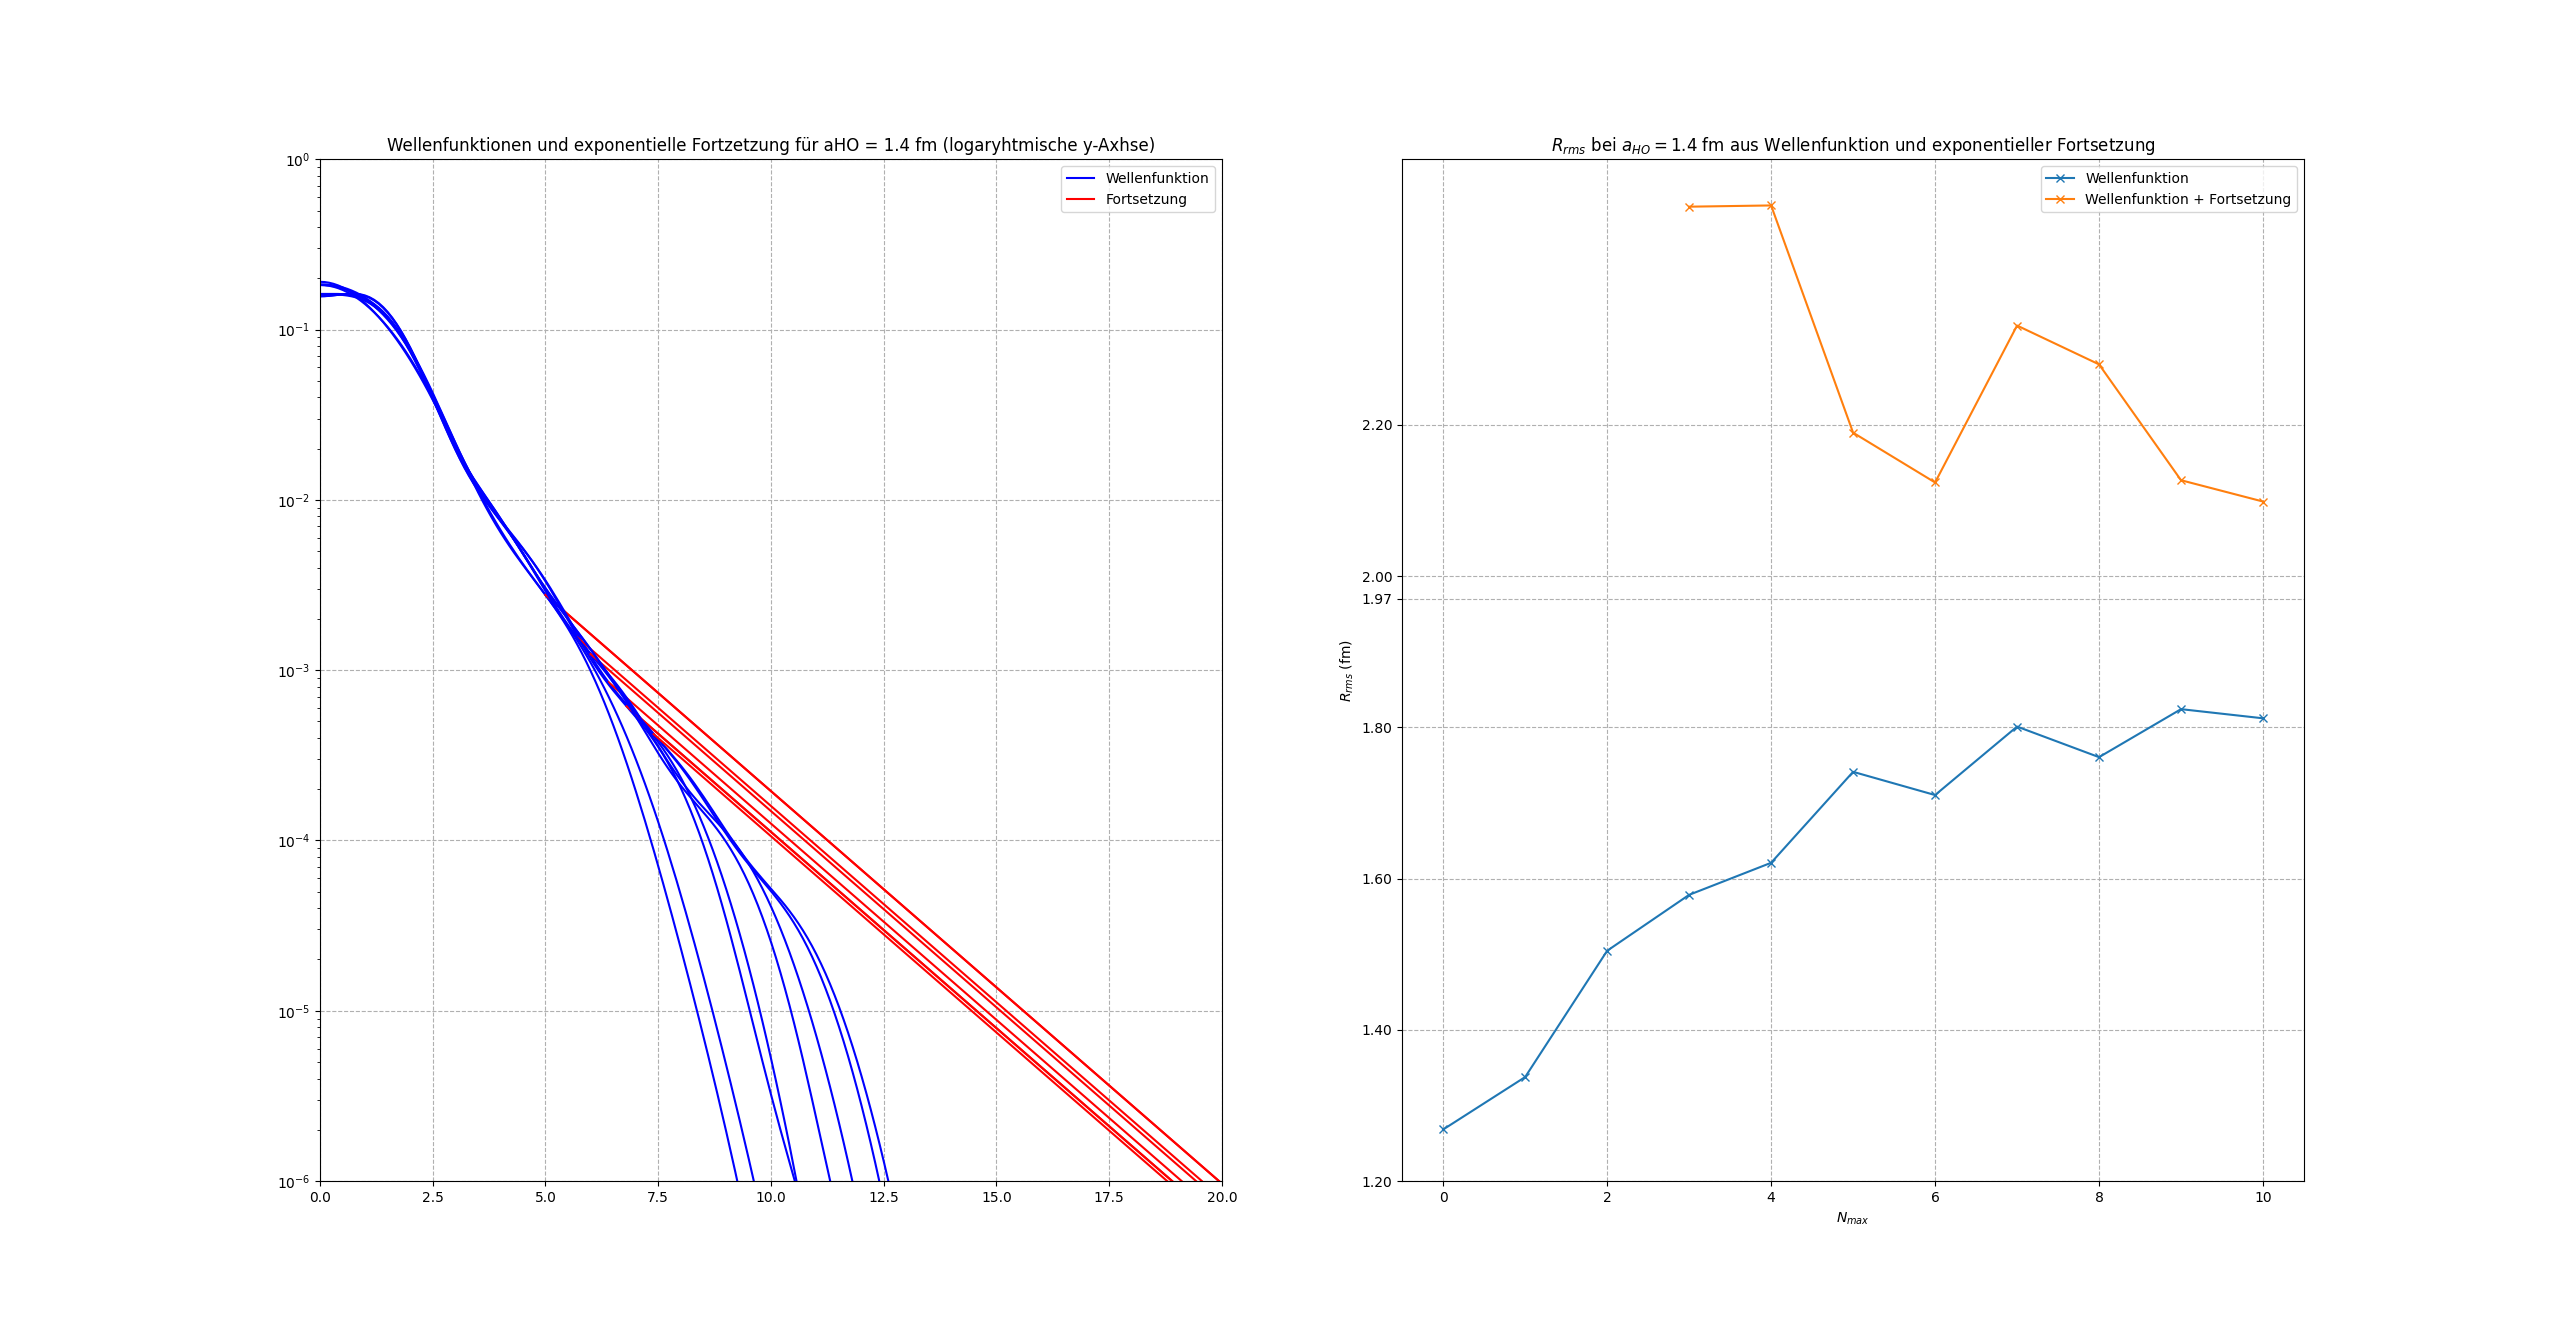 Wellenfunktionen und exponentielle Fortzetzung für aHO = 1.4 fm (logaryhtmische y-Axhse)
Wellenfunktion
Fortsetzung
10^0
10^-1
10^-2
10^-3
10^-4
10^-5
10^-6
0.0 2.5 5.0 7.5 10.0 12.5 15.0 17.5 20.0
R_rms bei a_HO = 1.4 fm aus Wellenfunktion und exponentieller Fortsetzung
Wellenfunktion
Wellenfunktion + Fortsetzung
2.20
2.00
1.97
1.80
1.60
1.40
1.20
R_rms (fm)
0 2 4 6 8 10
N_max